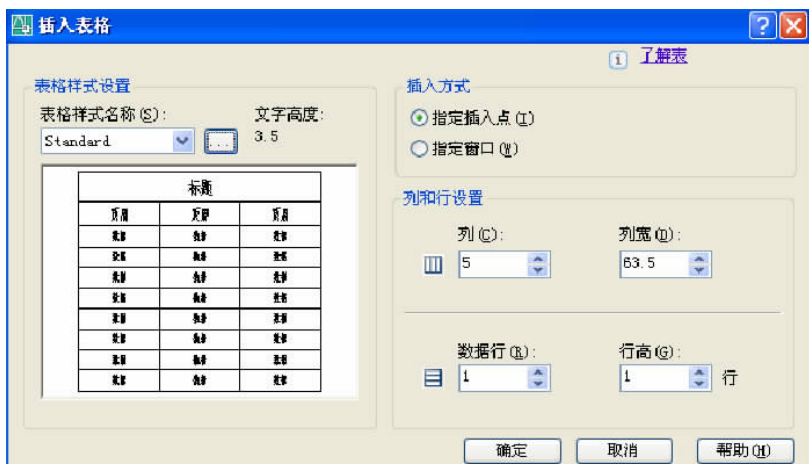 插入表格
了解表
表格样式设置
表格样式名称(S):
文字高度:
Standard
...
3.5
标题
插入方式
指定插入点(I)
指定窗口(W)
列和行设置
列(C):
列宽(D):
5
63.5
数据行(R):
行高(G):
1
1
行
确定
取消
帮助(H)